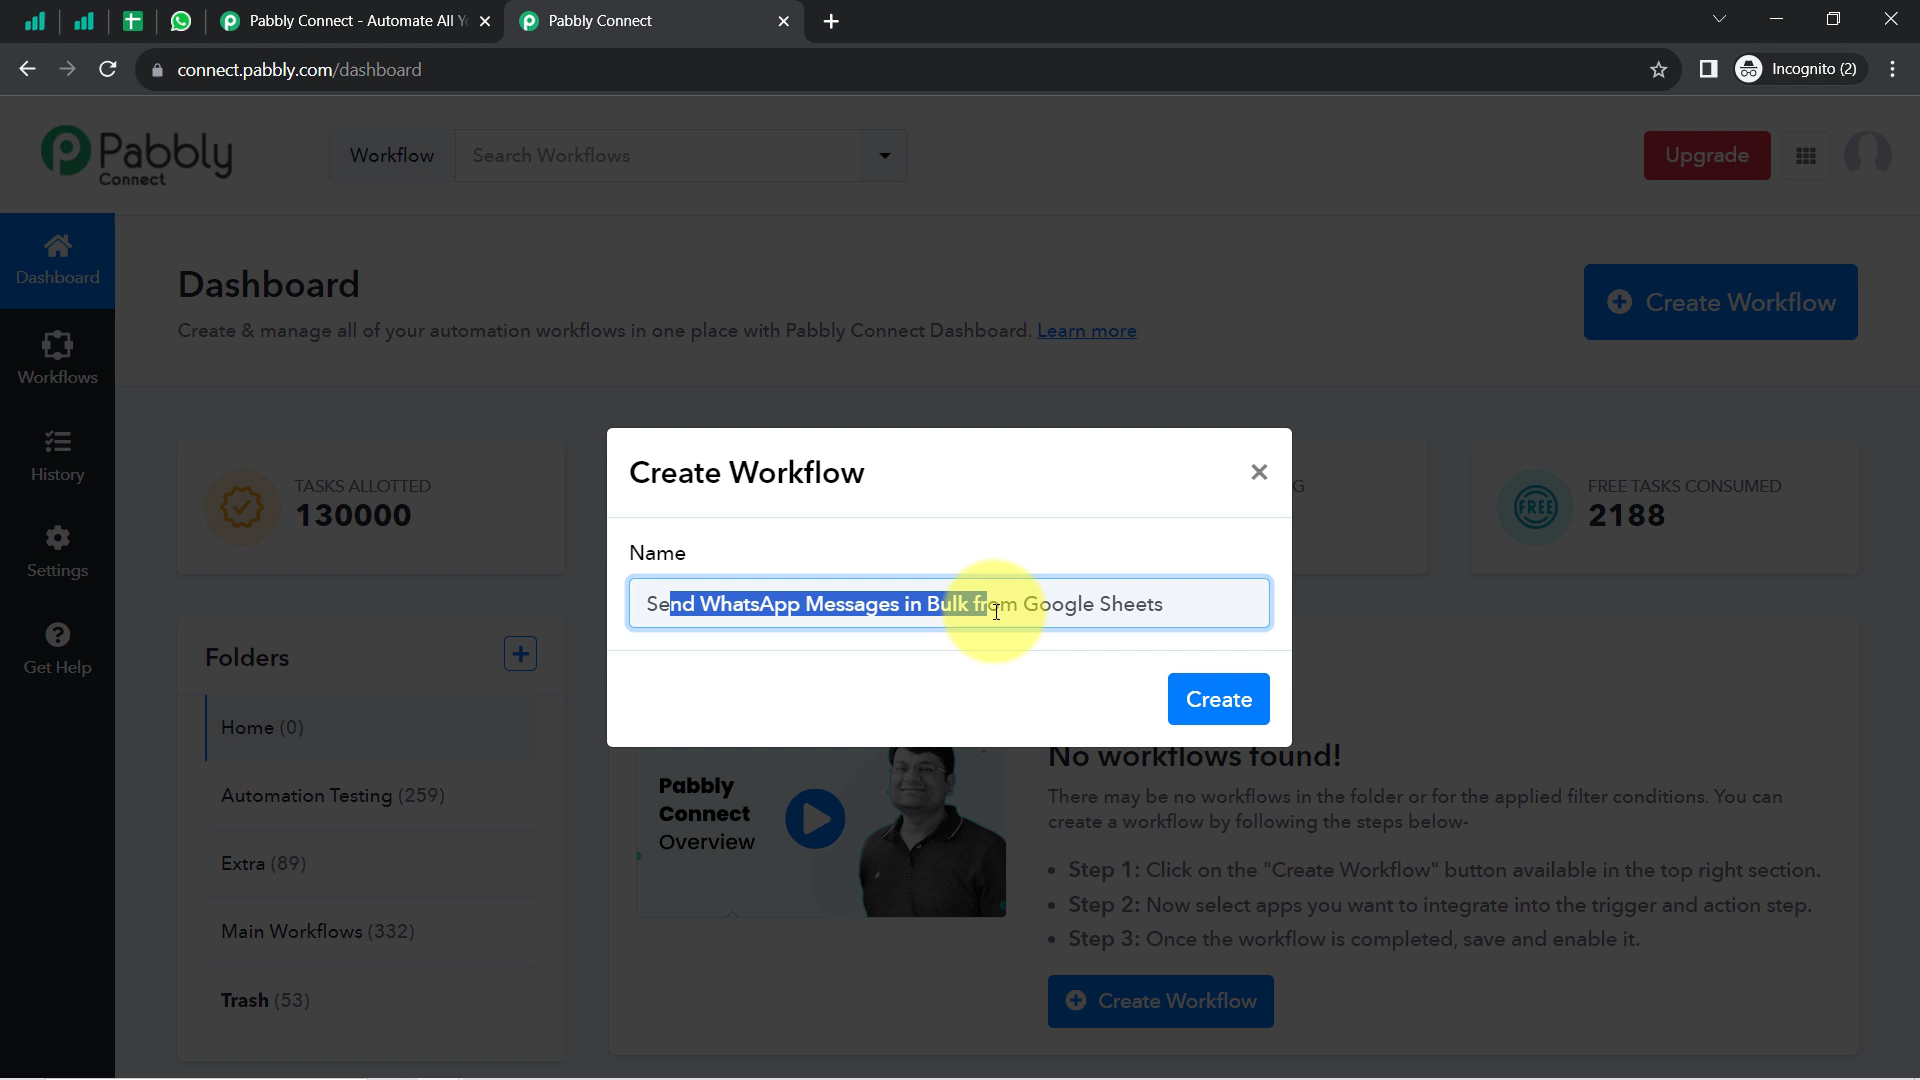 Pabbly Connect - Automate All Yo
Pabbly Connect
connect.pabbly.com/dashboard
Incognito (2)
Pabbly
Connect
Workflow
Search Workflows
Upgrade
Dashboard
Workflows
History
Settings
Get Help
Dashboard
Create & manage all of your automation workflows in one place with Pabbly Connect Dashboard. Learn more
Create Workflow
TASKS ALLOTTED
130000
G
FREE
FREE TASKS CONSUMED
2188
Create Workflow
Name
Send WhatsApp Messages in Bulk from Google Sheets
Create
Folders
Home (0)
Automation Testing (259)
Extra (89)
Main Workflows (332)
Trash (53)
Pabbly
Connect
Overview
No workflows found!
There may be no workflows in the folder or for the applied filter conditions. You can
create a workflow by following the steps below-
• Step 1: Click on the "Create Workflow" button available in the top right section.
• Step 2: Now select apps you want to integrate into the trigger and action step.
• Step 3: Once the workflow is completed, save and enable it.
Create Workflow